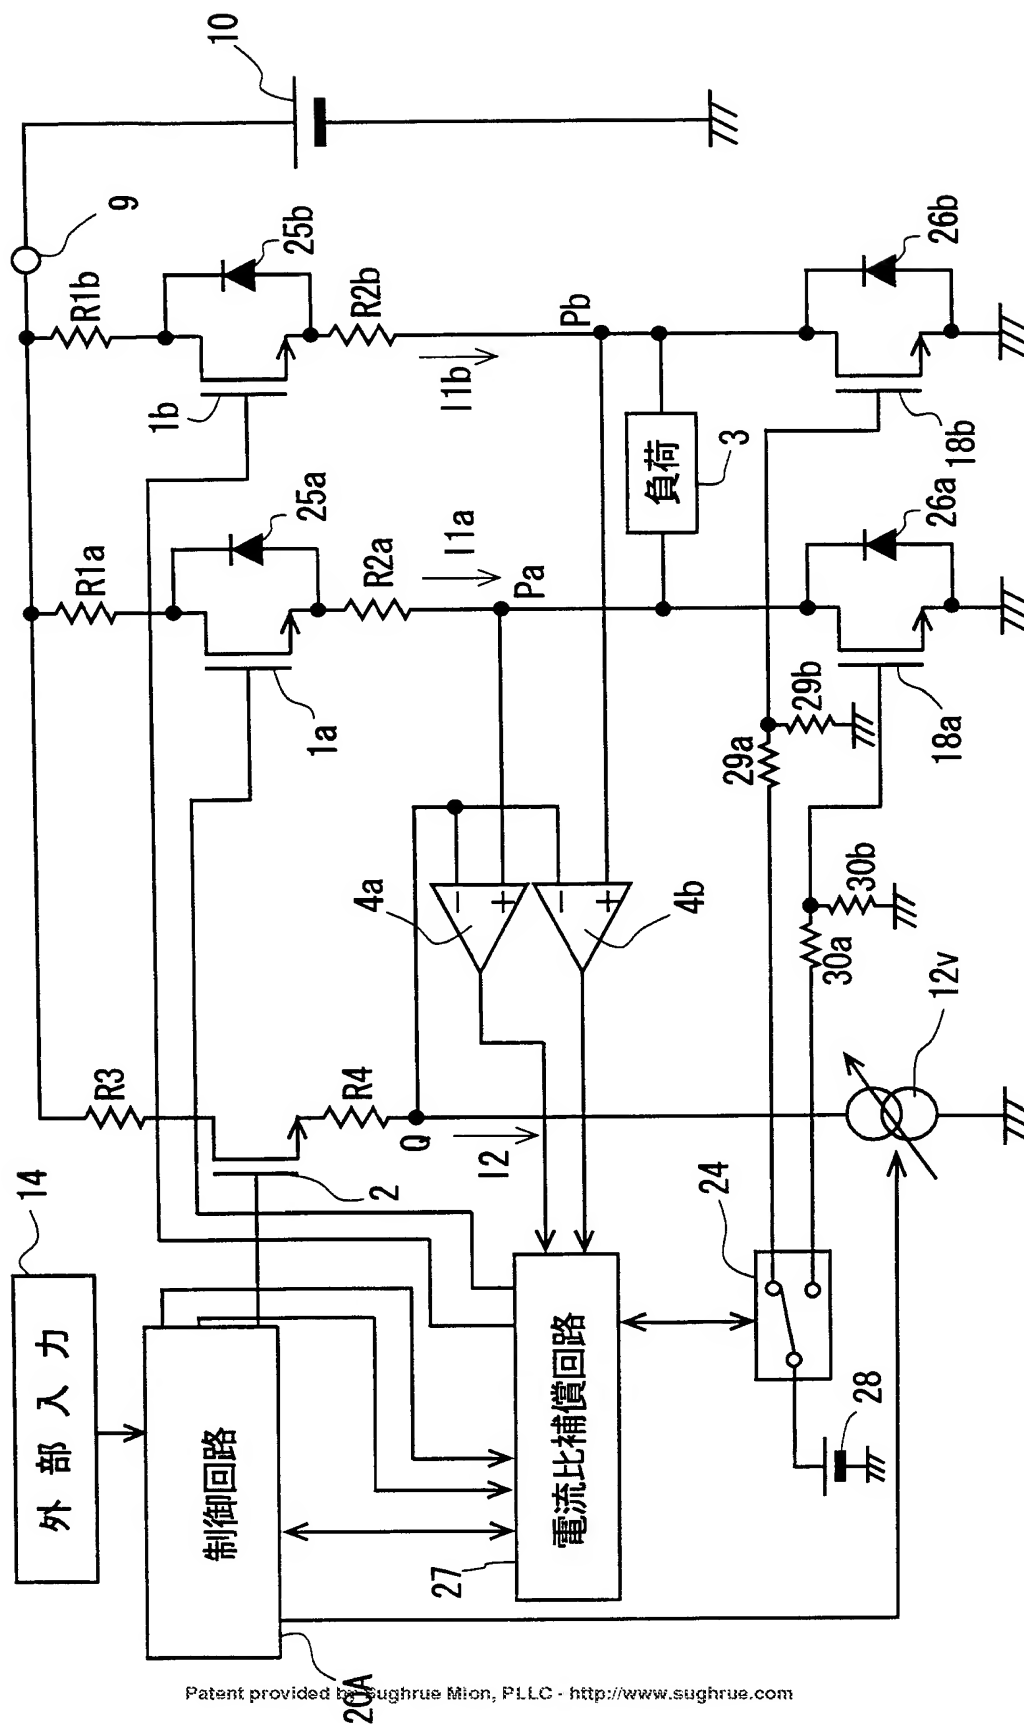 10
9
R1b
25b
1b
R2b
Pb
I1b
26b
18b
負荷
3
R1a
25a
1a
R2a
I1a
Pa
26a
18a
29b
29a
4a
4b
−
+
−
+
30b
30a
12v
R3
R4
Q
I2
2
14
外部入力
制御回路
20A
電流比補償回路
27
24
28
Patent provided by Sughrue Mion, PLLC - http://www.sughrue.com